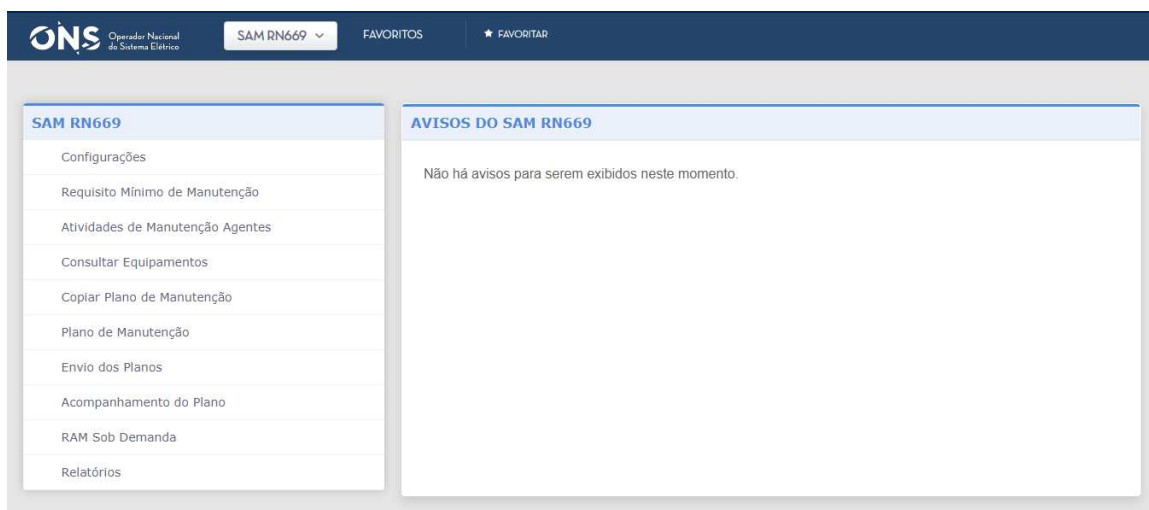 ONS Operador Nacional do Sistema Elétrico
SAM RN669
FAVORITOS
★ FAVORITAR
SAM RN669
Configurações
Requisito Mínimo de Manutenção
Atividades de Manutenção Agentes
Consultar Equipamentos
Copiar Plano de Manutenção
Plano de Manutenção
Envio dos Planos
Acompanhamento do Plano
RAM Sob Demanda
Relatórios
AVISOS DO SAM RN669
Não há avisos para serem exibidos neste momento.